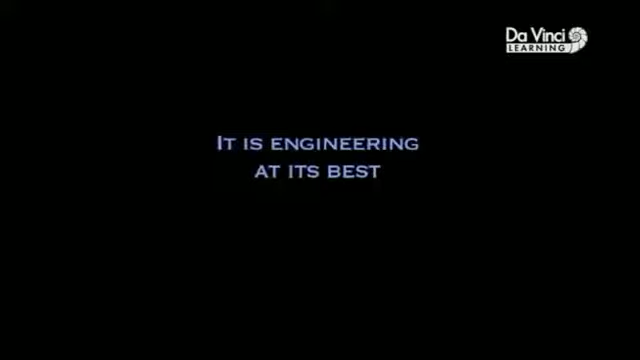 Da Vinci
LEARNING
IT IS ENGINEERING
AT ITS BEST